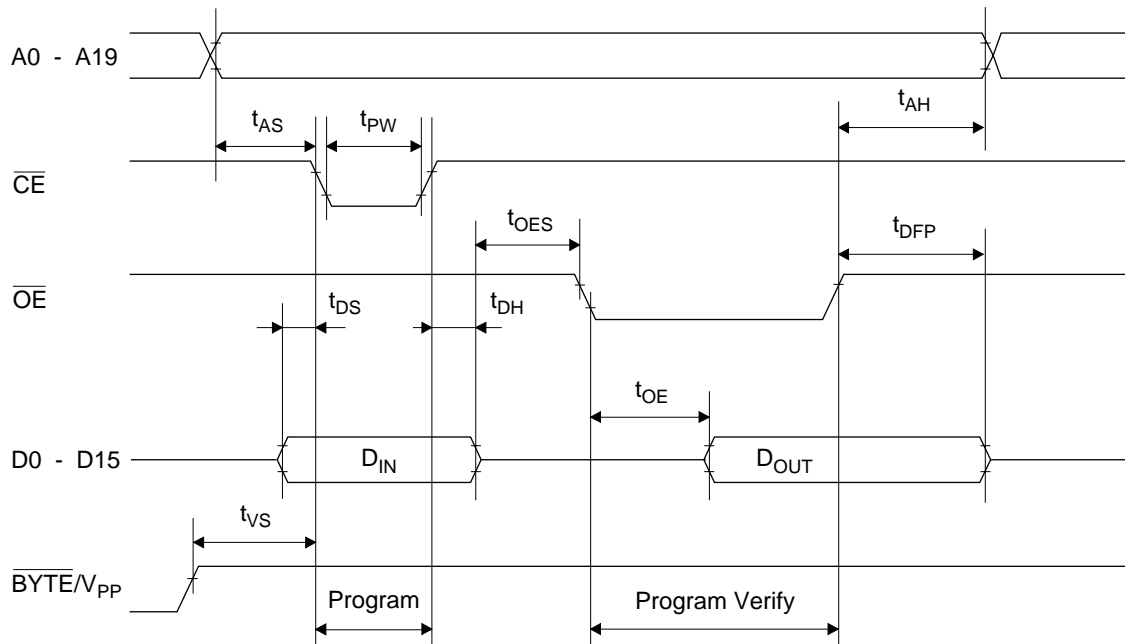 A0 - A19
tAS
tPW
tAH
CE
tOES
tDFP
OE
tDS
tDH
tOE
D0 - D15
DIN
DOUT
tVS
BYTE/VPP
Program
Program Verify